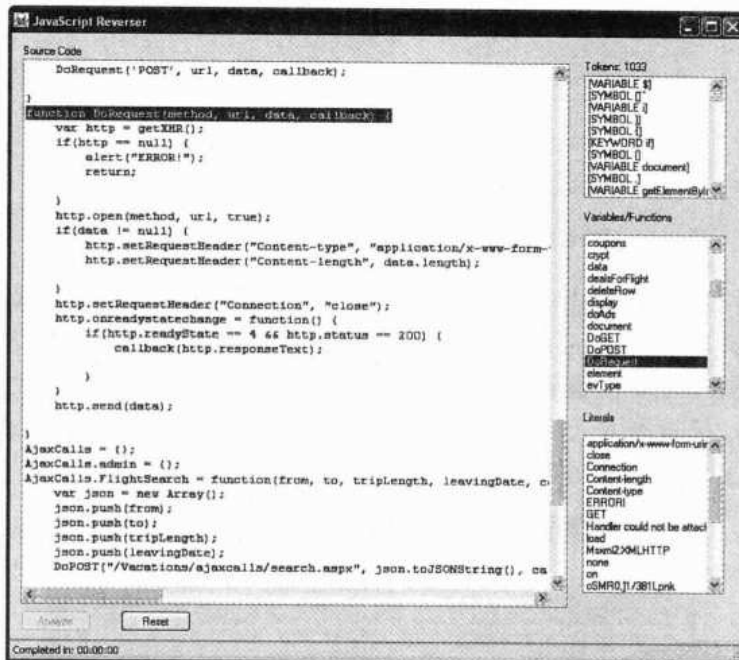 JavaScript Reverser
Source Code
DoRequest('POST', url, data, callback);
}
function DoRequest(method, url, data, callback) {
var http = getXHR();
if(http == null) {
alert("ERROR!");
return;
}
http.open(method, url, true);
if(data != null) {
http.setRequestHeader("Content-type", "application/x-www-form-
http.setRequestHeader("Content-length", data.length);
}
http.setRequestHeader("Connection", "close");
http.onreadystatechange = function() {
if(http.readyState == 4 && http.status == 200) {
callback(http.responseText);
}
}
http.send(data);
}
AjaxCalls = {};
AjaxCalls.admin = {};
AjaxCalls.FlightSearch = function(from, to, tripLength, leavingDate, c
var json = new Array();
json.push(from);
json.push(to);
json.push(tripLength);
json.push(leavingDate);
DoPOST("/Vacations/ajaxcalls/search.aspx", json.toJSONString(), ca
Analyze
Reset
Completed in: 00:00:00
Tokens: 1033
[VARIABLE $]
[SYMBOL (]
[VARIABLE i]
[SYMBOL )]
[SYMBOL {]
[KEYWORD if]
[SYMBOL (]
[VARIABLE document]
[SYMBOL .]
[VARIABLE getElementById
Variables/Functions
coupons
crypt
data
dealsForFlight
deleteRow
display
doAds
document
DoGET
DoPOST
DoRequest
element
evType
Literals
application/x-www-form-urlr
close
Connection
Content-length
Content-type
ERROR!
GET
Handler could not be attach
load
Msxml2.XMLHTTP
none
on